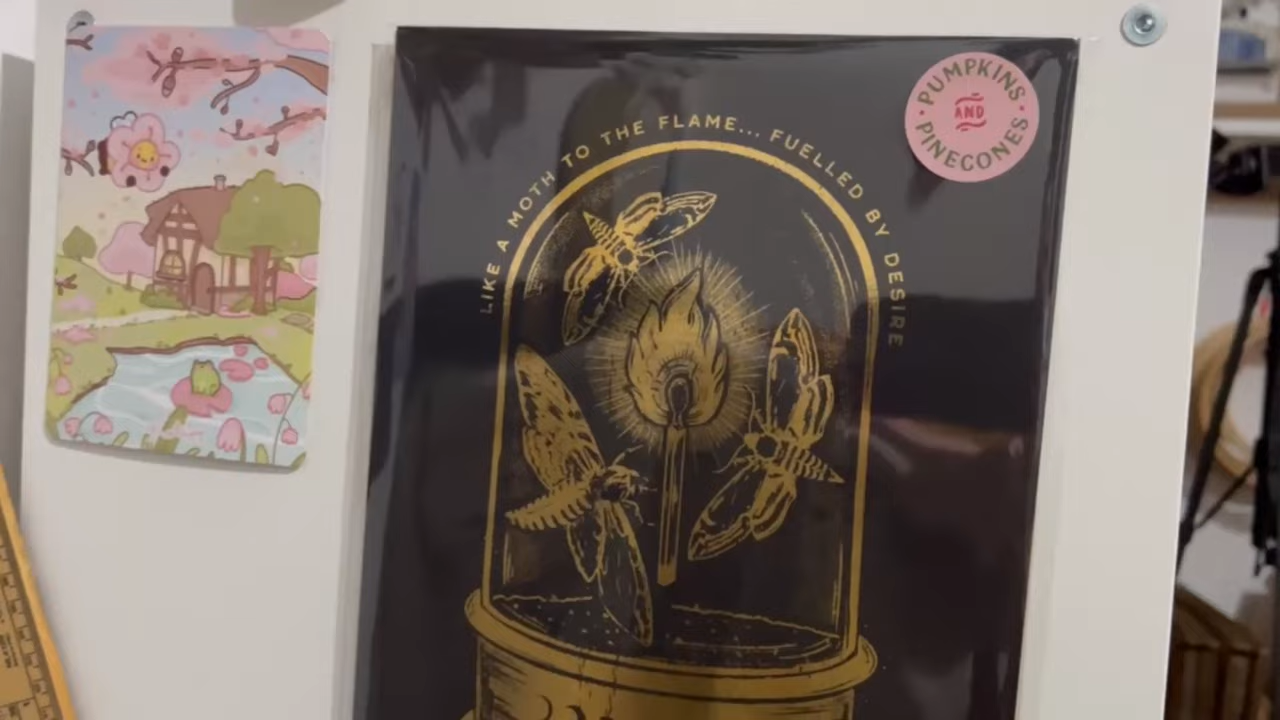 LIKE A MOTH TO THE FLAME... FUELLED BY DESIRE
PUMPKINS
AND
PINECONES